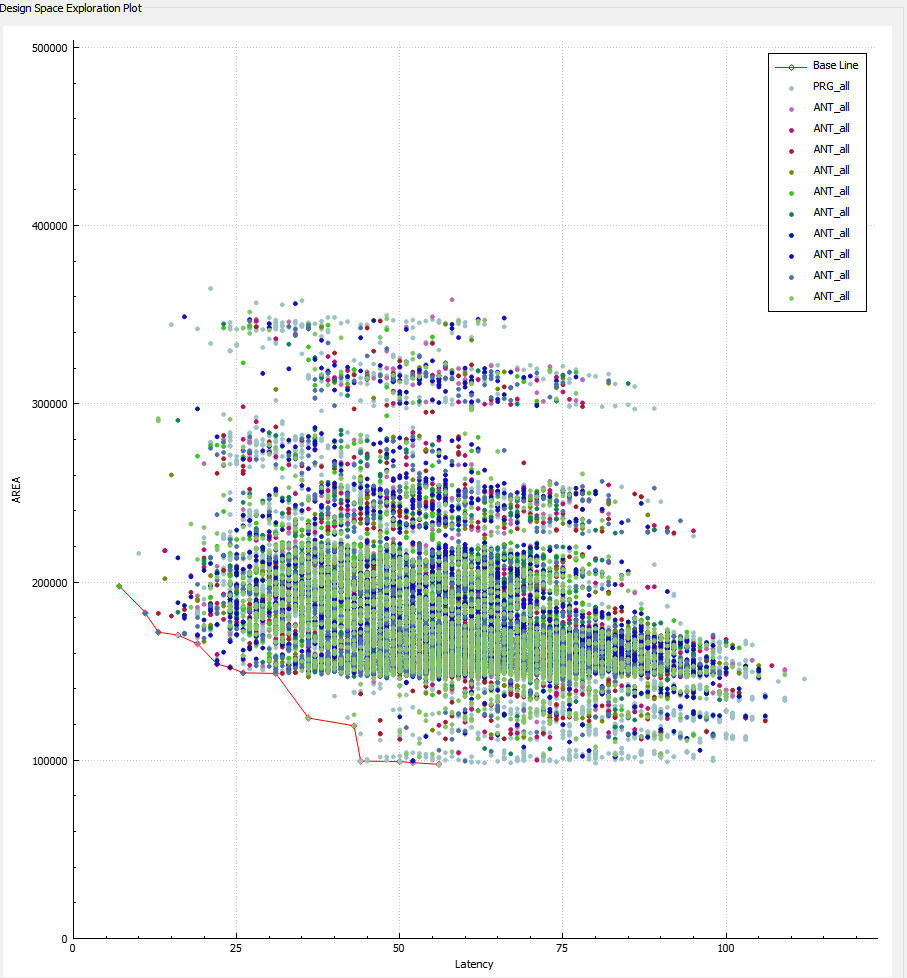 Design Space Exploration Plot
500000
400000
300000
200000
100000
0
AREA
0 25 50 75 100
Latency
Base Line
PRG_all
ANT_all
ANT_all
ANT_all
ANT_all
ANT_all
ANT_all
ANT_all
ANT_all
ANT_all
ANT_all